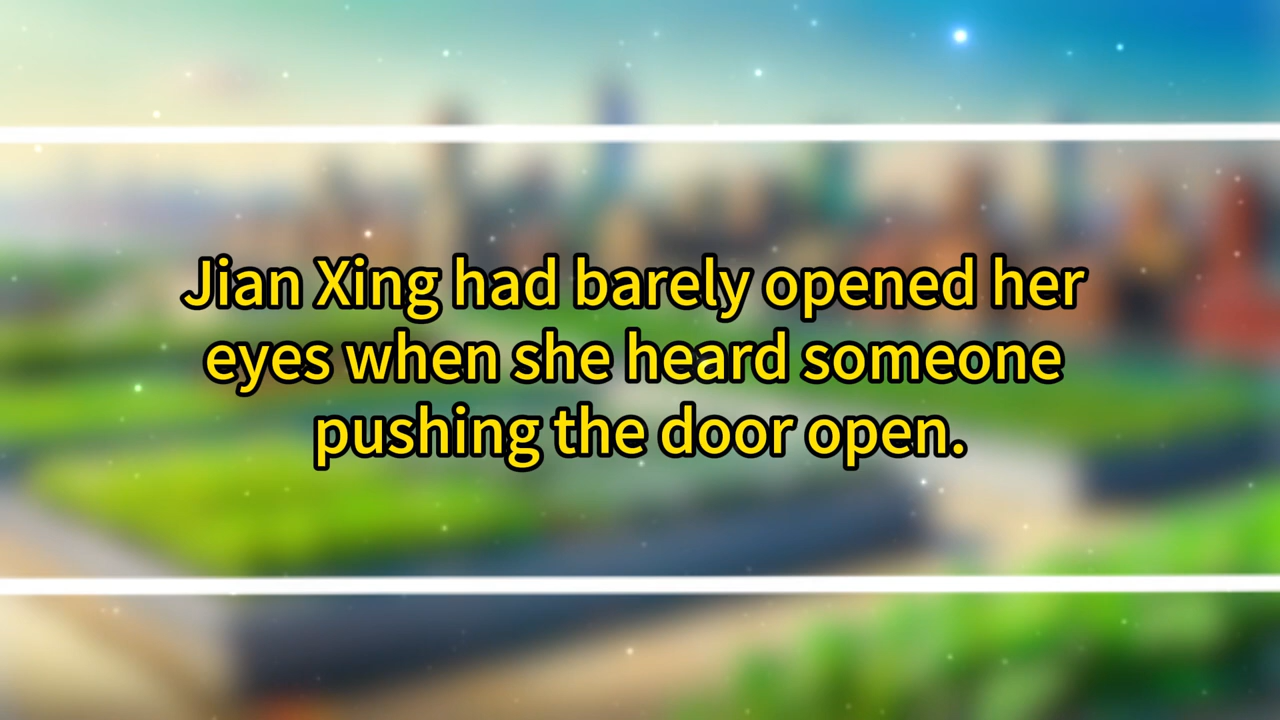 Jian Xing had barely opened her
eyes when she heard someone
pushing the door open.